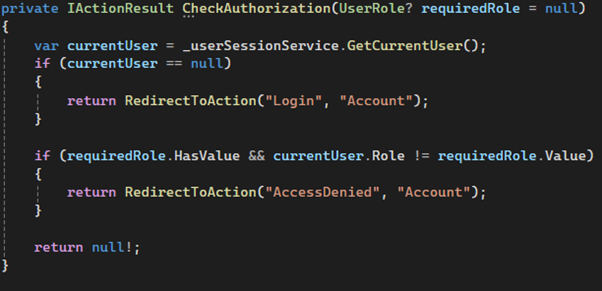 private IActionResult CheckAuthorization(UserRole? requiredRole = null)
{
    var currentUser = _userSessionService.GetCurrentUser();
    if (currentUser == null)
    {
        return RedirectToAction("Login", "Account");
    }

    if (requiredRole.HasValue && currentUser.Role != requiredRole.Value)
    {
        return RedirectToAction("AccessDenied", "Account");
    }

    return null!;
}